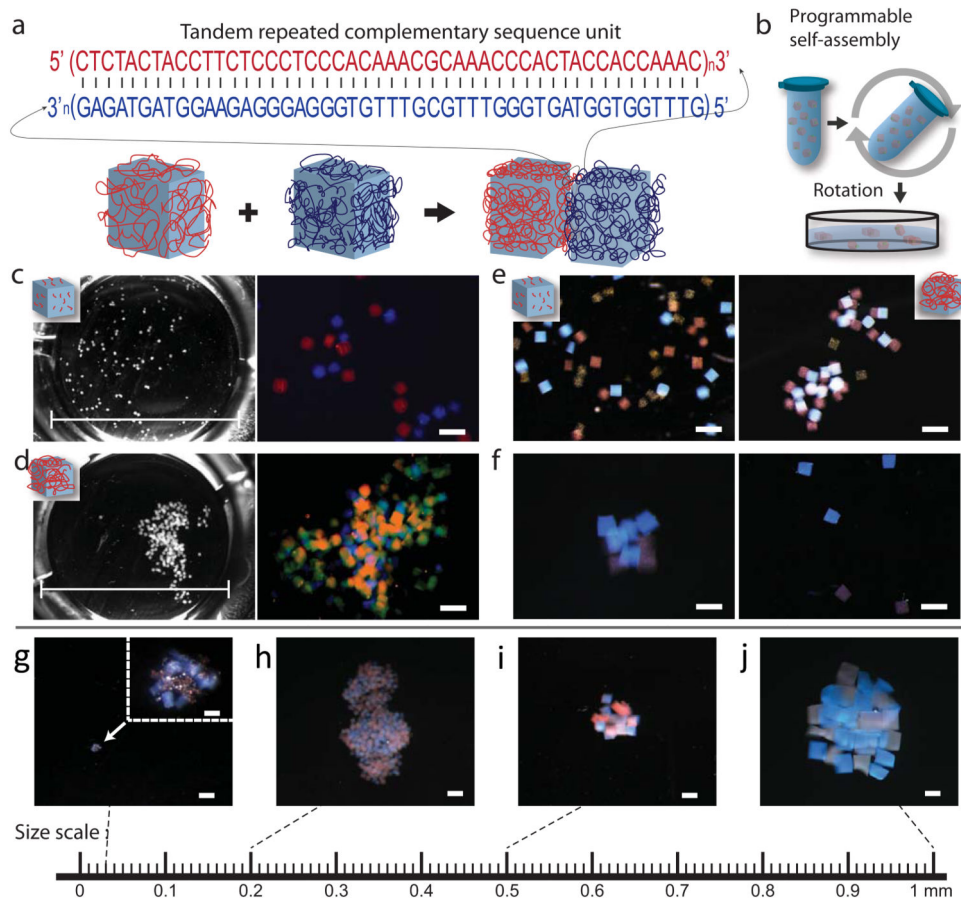 a
Tandem repeated complementary sequence unit
5’ (CTCTACTACCTTCTCCCTCCCACAAACGCAAACCCACTACCACCAAAC)n3’
3’n(GAGATGATGGAAGAGGGAGGGTGTTTGCGTTTGGGTGATGGTGGTTTG) 5’
+
b
Programmable
self-assembly
Rotation
c
e
d
f
g
h
i
j
Size scale :
0 0.1 0.2 0.3 0.4 0.5 0.6 0.7 0.8 0.9 1 mm